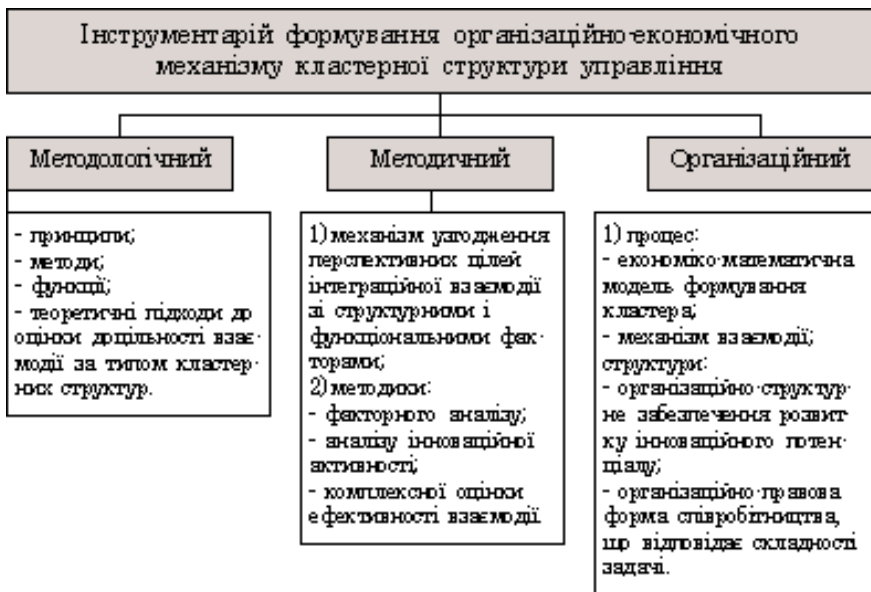 Інструментарій формування організаційно-економічного
механізму кластерної структури управління
Методологічний
Методичний
Організаційний
- принципи;
- методи;
- функції;
- теоретичні підходи до
оцінки доцільності взає-
модії за типом кластер-
них структур.
1) механізм узгодження
перспективних цілей
інтеграційної взаємодії
зі структурними і
функціональними фак-
торами;
2) методики:
- факторного аналізу;
- аналізу інноваційної
активності;
- комплексної оцінки
ефективності взаємодії
1) процес:
- економіко-математична
модель формування
кластера;
- механізм взаємодії;
структури:
- організаційно-структур-
не забезпечення розвит-
ку інноваційного потен-
ціалу;
- організаційно-правова
форма співробітництва,
що відповідає складності
задачі.